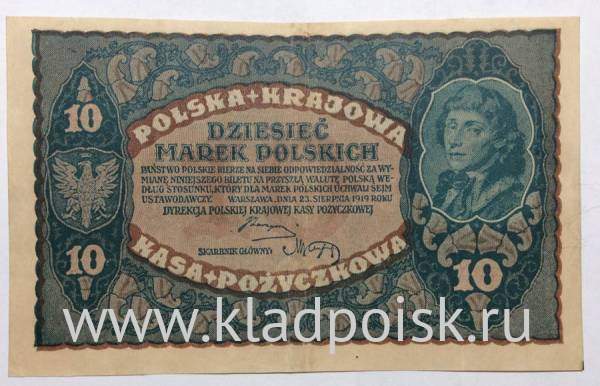 POLSKA+KRAJOWA
10
DZIESIEĆ
MAREK POLSKICH
PAŃSTWO POLSKIE BIERZE NA SIEBIE ODPOWIEDZIALNOŚĆ ZA WY-
MIANĘ NINIEJSZEGO BILETU NA PRZYSZŁĄ WALUTĘ POLSKĄ WE-
DŁUG STOSUNKU, KTÓRY DLA MAREK POLSKICH UCHWALI SEJM
USTAWODAWCZY. WARSZAWA, DNIA 23. SIERPNIA 1919 ROKU
DYREKCJA POLSKIEJ KRAJOWEJ KASY POŻYCZKOWEJ
SKARBNIK GŁÓWNY:
10
KASA+POŻYCZKOWA
10
www.kladpoisk.ru